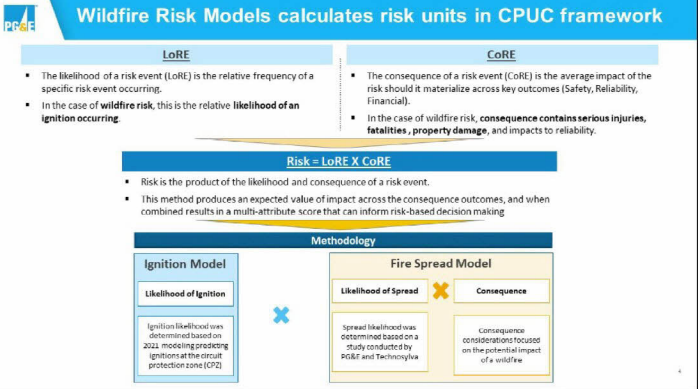 PG&E
Wildfire Risk Models calculates risk units in CPUC framework
LoRE
▪ The likelihood of a risk event (LoRE) is the relative frequency of a
specific risk event occurring.
▪ In the case of wildfire risk, this is the relative likelihood of an
ignition occurring.
CoRE
▪ The consequence of a risk event (CoRE) is the average impact of the
risk should it materialize across key outcomes (Safety, Reliability,
Financial).
▪ In the case of wildfire risk, consequence contains serious injuries,
fatalities , property damage, and impacts to reliability.
Risk = LoRE X CoRE
▪ Risk is the product of the likelihood and consequence of a risk event.
▪ This method produces an expected value of impact across the consequence outcomes, and when
combined results in a multi-attribute score that can inform risk-based decision making
Methodology
Ignition Model
Likelihood of Ignition
Ignition likelihood was
determined based on
2021 modeling predicting
ignitions at the circuit
protection zone (CPZ)
Fire Spread Model
Likelihood of Spread
Consequence
Spread likelihood was
determined based on a
study conducted by
PG&E and Technosylva
Consequence
considerations focused
on the potential impact
of a wildfire
4